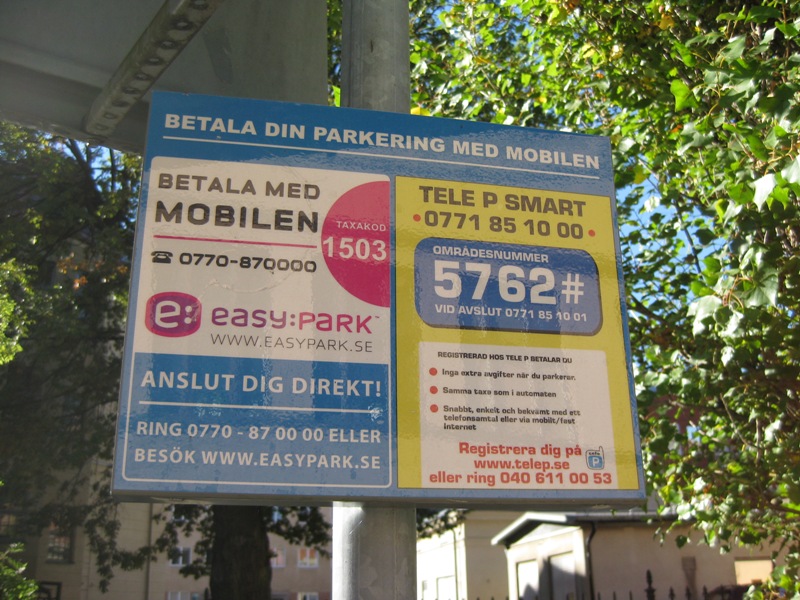 BETALA DIN PARKERING MED MOBILEN
BETALA MED
MOBILEN
TAXAKOD
1503
☎ 0770-870000
e: easy:PaRK™
WWW.EASYPARK.SE
ANSLUT DIG DIREKT!
RING 0770 - 87 00 00 ELLER
BESÖK WWW.EASYPARK.SE
TELE P SMART
• 0771 85 10 00 •
OMRÅDESNUMMER
5762#
VID AVSLUT 0771 85 10 01
REGISTRERAD HOS TELE P BETALAR DU
• Inga extra avgifter när du parkerar.
• Samma taxa som i automaten
• Snabbt, enkelt och bekvämt med ett
telefonsamtal eller via mobilt/fast
internet
Registrera dig på
www.telep.se
eller ring 040 611 00 53
P